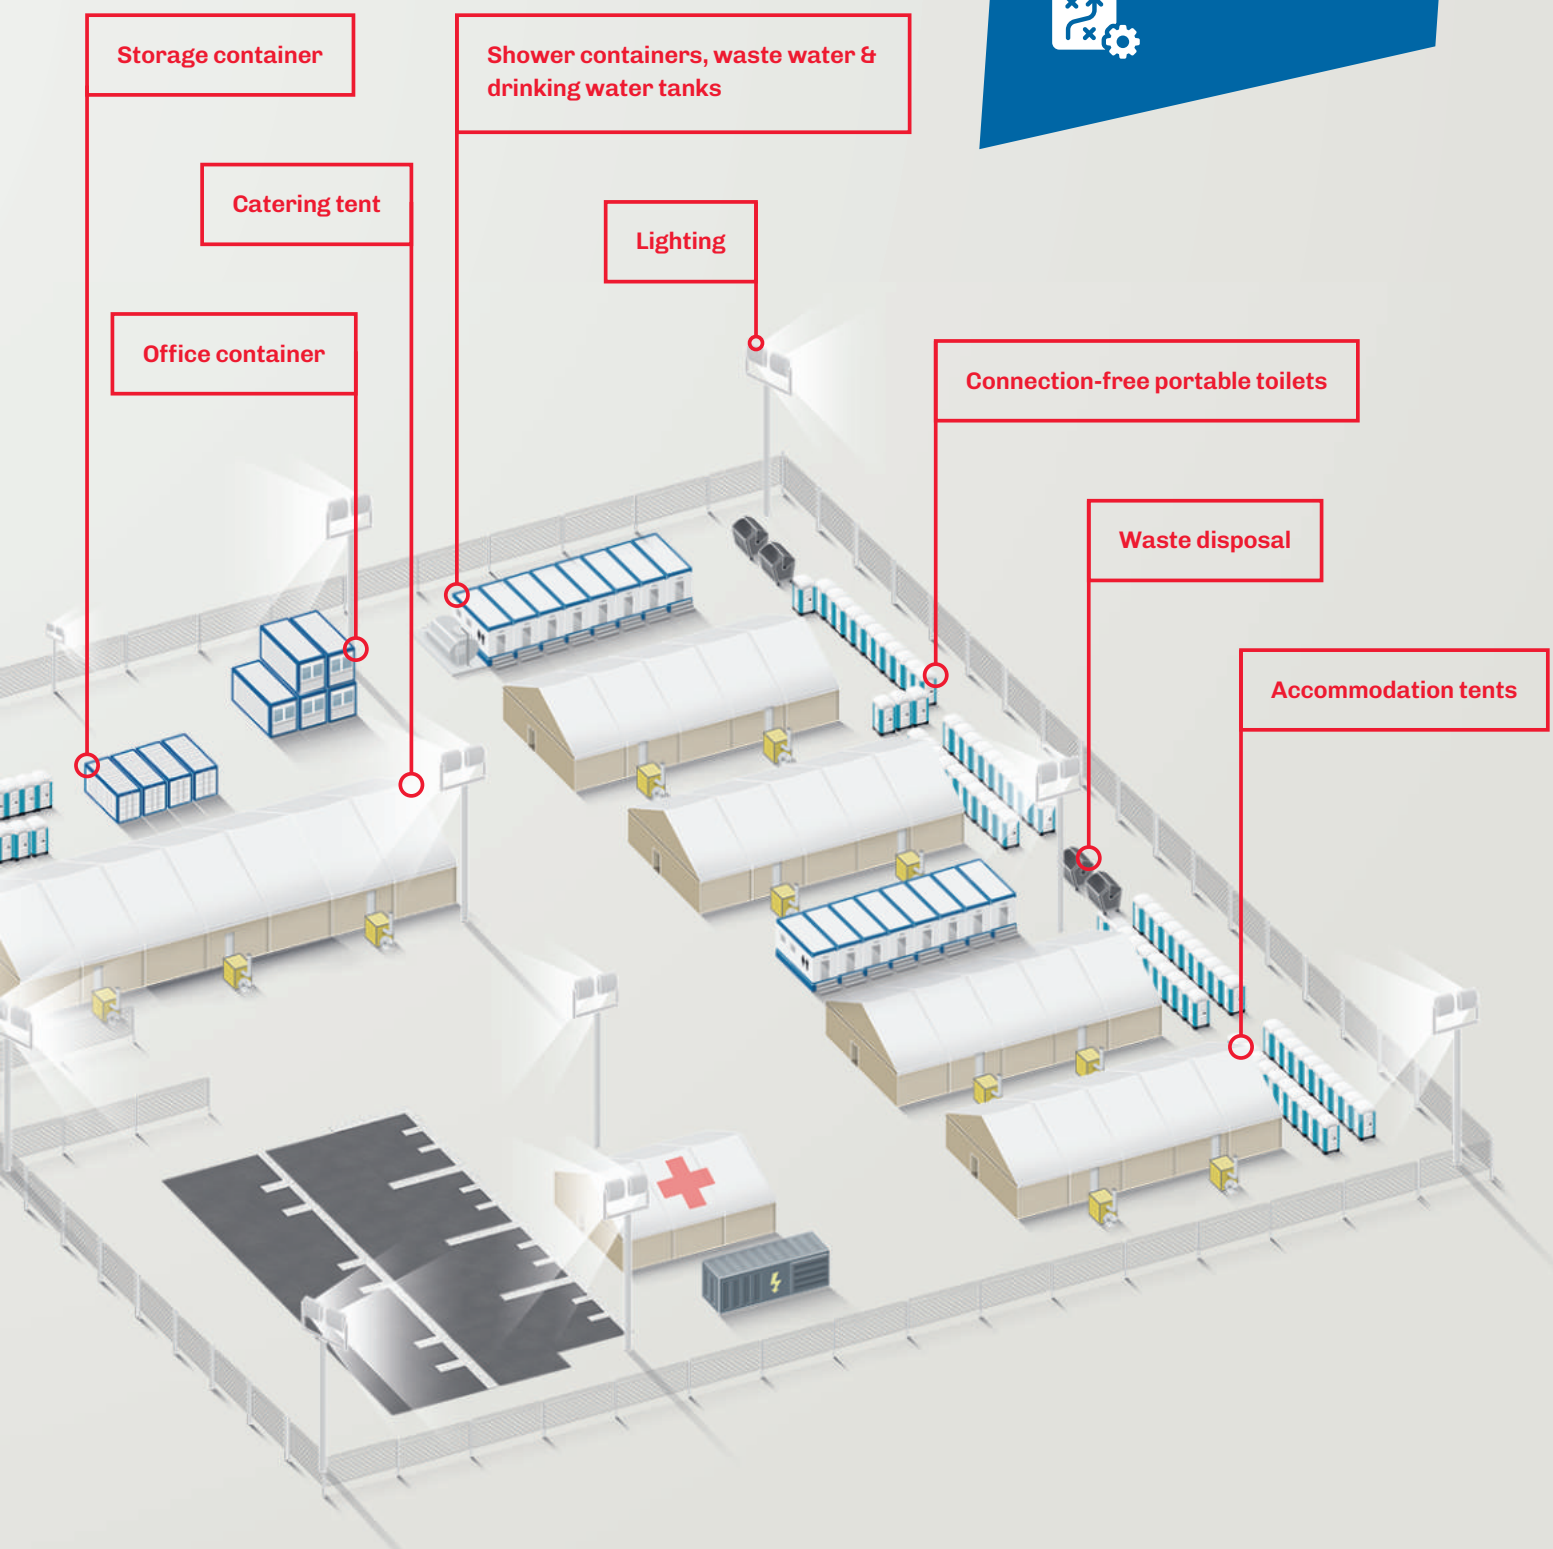 Storage container
Shower containers, waste water &
drinking water tanks
Catering tent
Lighting
Office container
Connection-free portable toilets
Waste disposal
Accommodation tents